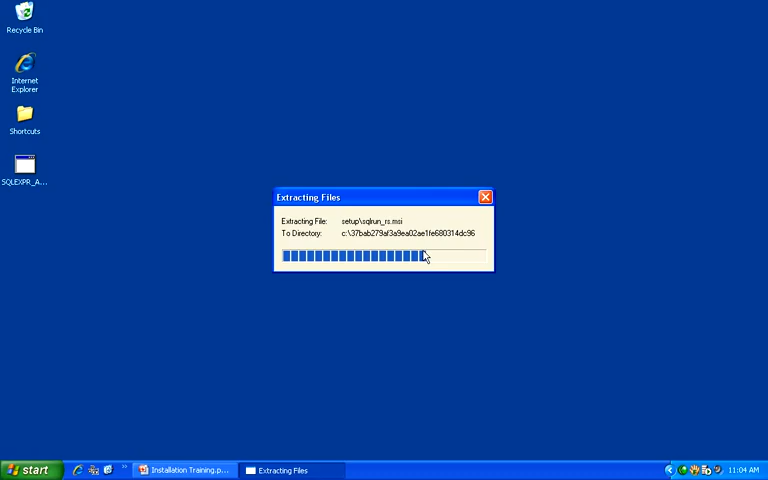 Recycle Bin
Internet
Explorer
Shortcuts
SQLEXPR_A...
Extracting Files
Extracting File: setup\sqlrun_rs.msi
To Directory: c:\37bab279af3a9ea02ae1fe680314dc96
start
Installation Training.p...
Extracting Files
11:04 AM